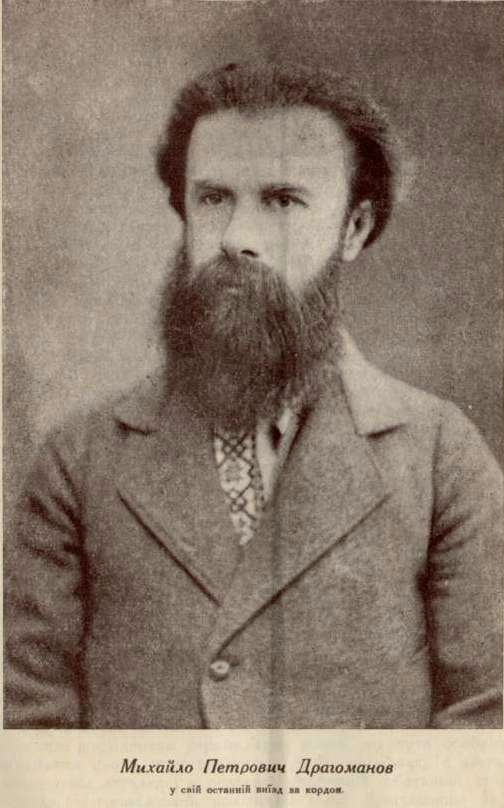 Михайло Петрович Драгоманов
у свій останній виїзд за кордон.